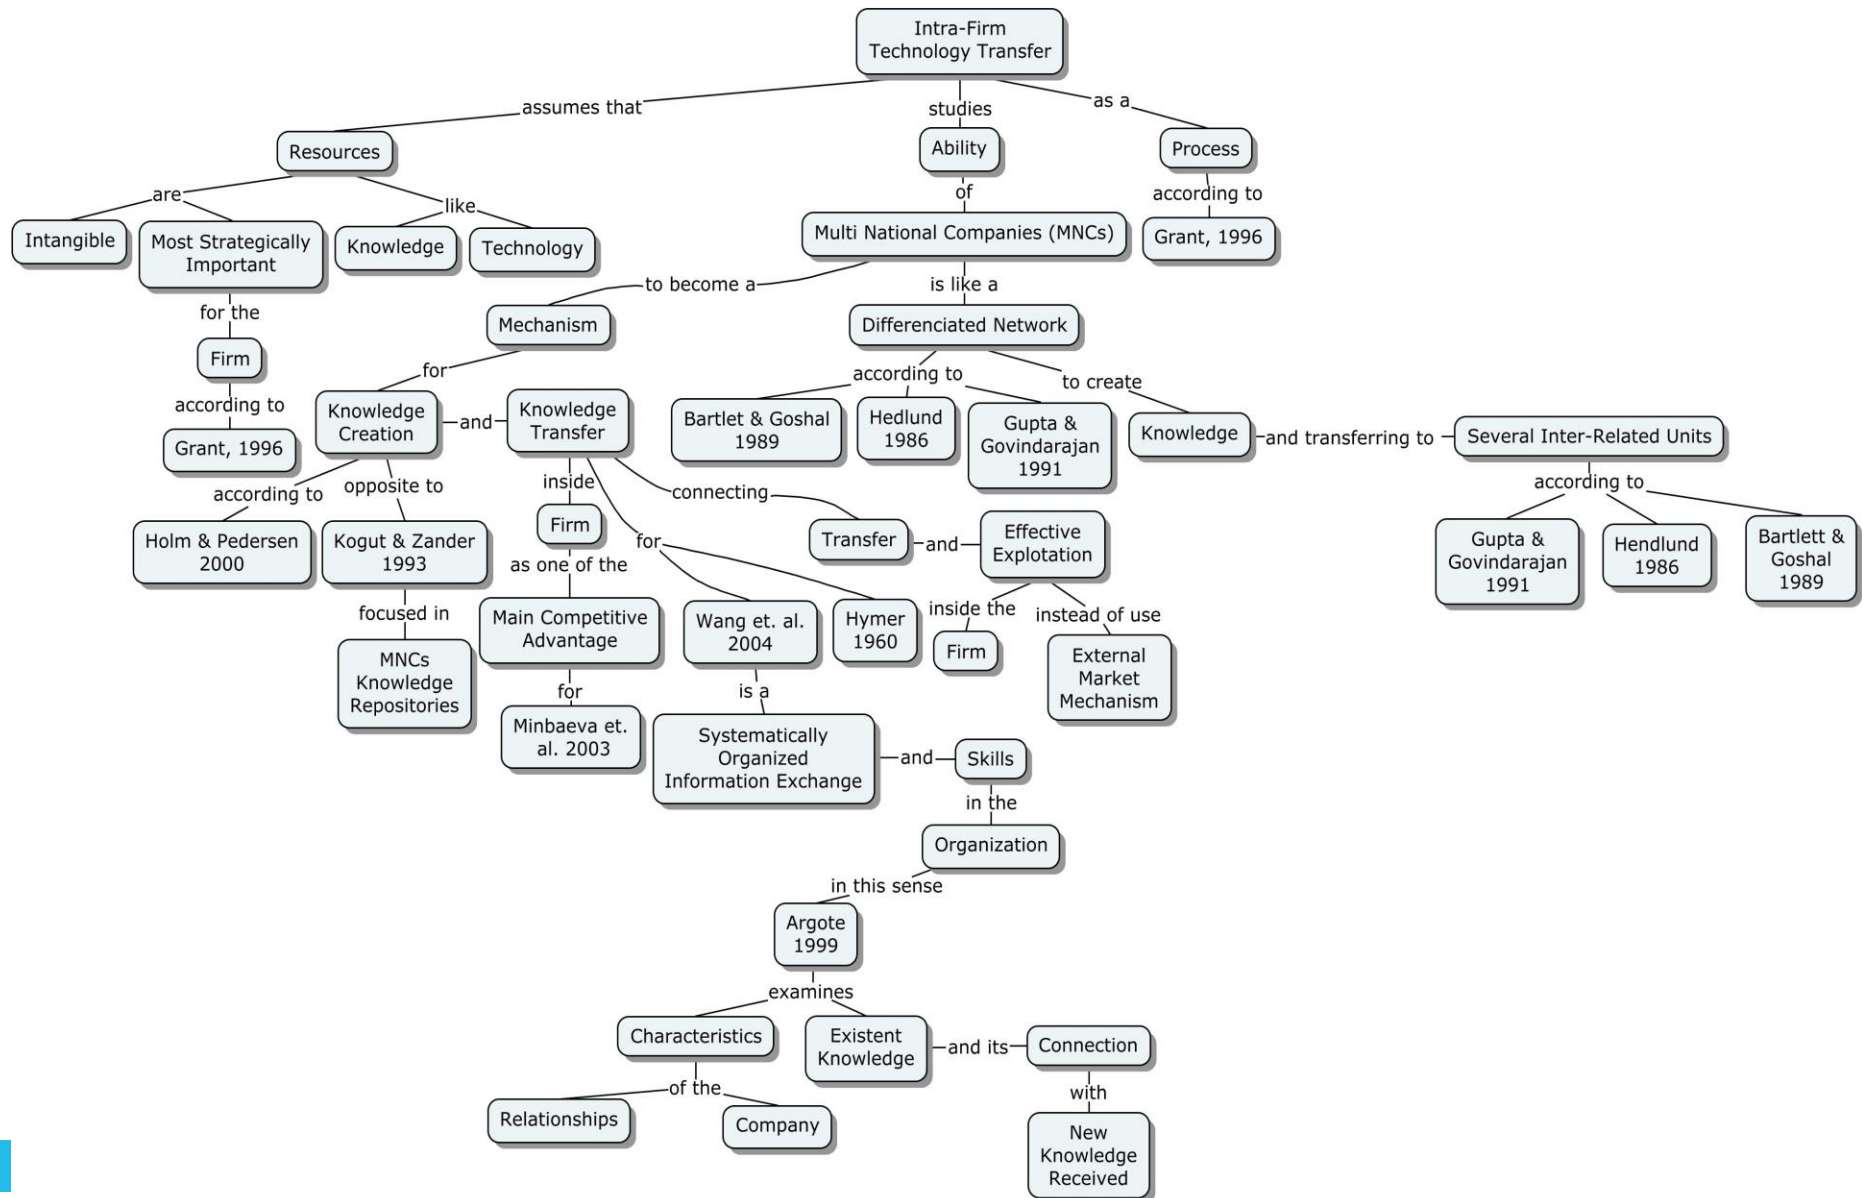 Intra-Firm
Technology Transfer
assumes that
studies
as a
Resources
Ability
Process
are
like
of
according to
Intangible
Most Strategically
Important
Knowledge
Technology
Multi National Companies (MNCs)
Grant, 1996
for the
to become a
is like a
Firm
Mechanism
Differenciated Network
according to
for
according to
to create
Grant, 1996
Knowledge
Creation
and
Knowledge
Transfer
Bartlet & Goshal
1989
Hedlund
1986
Gupta &
Govindarajan
1991
Knowledge
and transferring to
Several Inter-Related Units
according to
opposite to
inside
connecting
according to
Holm & Pedersen
2000
Kogut & Zander
1993
Firm
for
Transfer
and
Effective
Explotation
Gupta &
Govindarajan
1991
Hendlund
1986
Bartlett &
Goshal
1989
focused in
as one of the
inside the
instead of use
MNCs
Knowledge
Repositories
Main Competitive
Advantage
Wang et. al.
2004
Hymer
1960
Firm
External
Market
Mechanism
for
is a
Minbaeva et.
al. 2003
Systematically
Organized
Information Exchange
and
Skills
in the
Organization
in this sense
Argote
1999
examines
Characteristics
Existent
Knowledge
and its
Connection
of the
with
Relationships
Company
New
Knowledge
Received